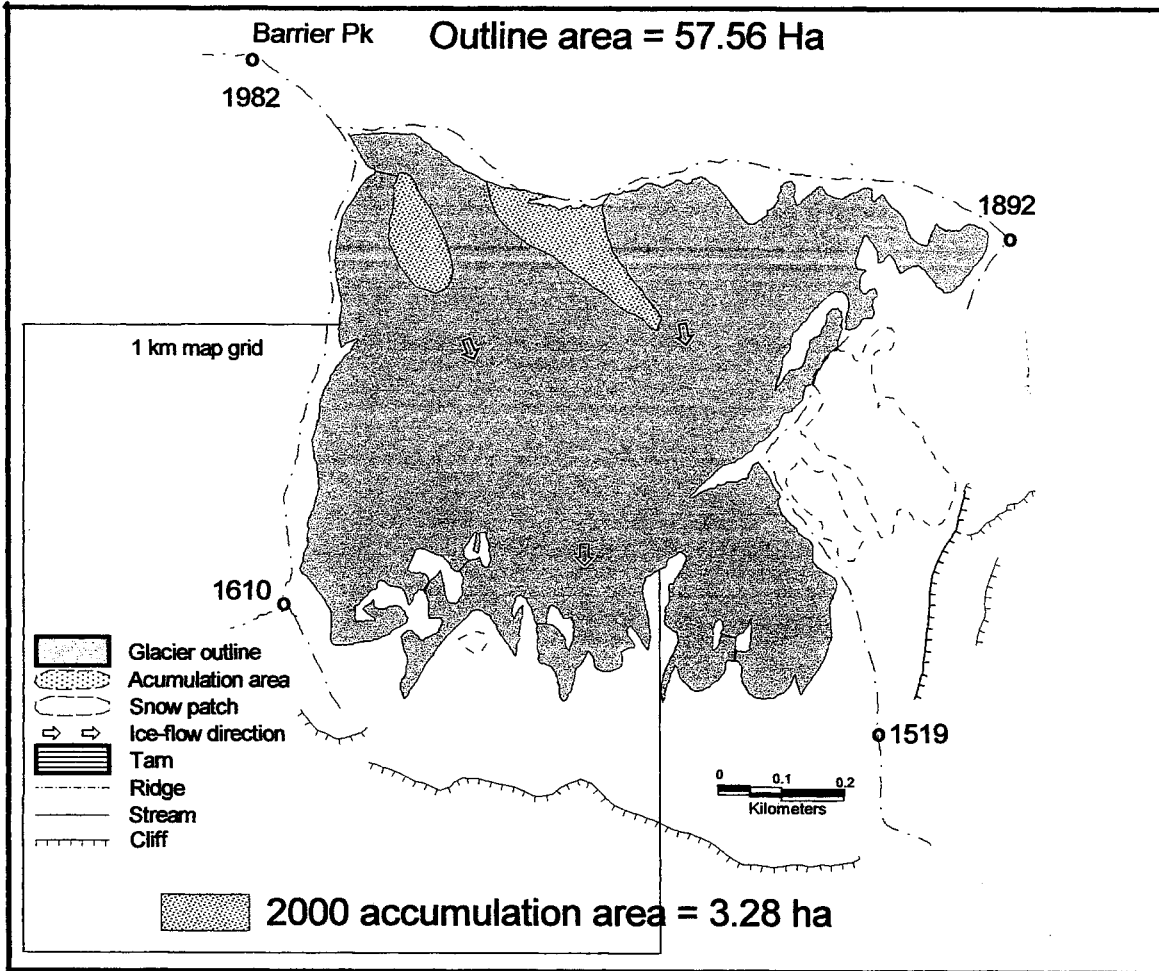 Barrier Pk
Outline area = 57.56 Ha
1982
1892
1 km map grid
1610
Glacier outline
Acumulation area
Snow patch
Ice-flow direction
Tarn
Ridge
Stream
Cliff
1519
0 0.1 0.2
Kilometers
2000 accumulation area = 3.28 ha